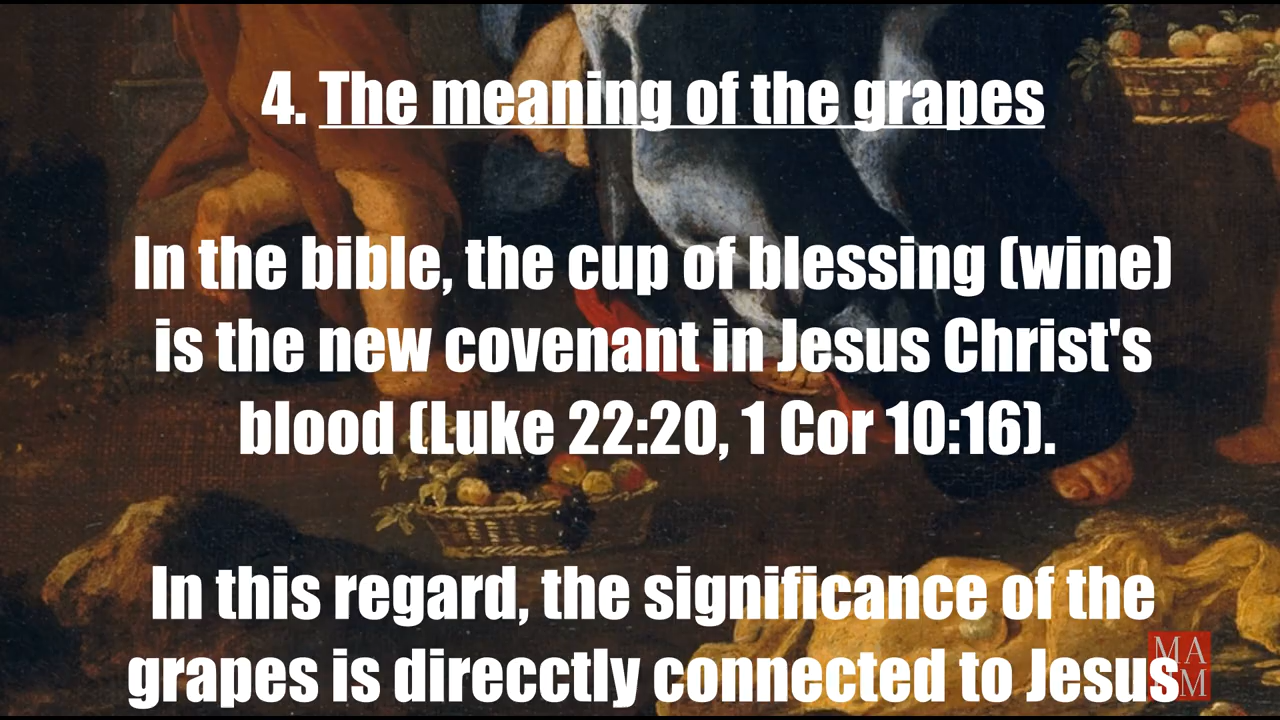 4. The meaning of the grapes
In the bible, the cup of blessing (wine)
is the new covenant in Jesus Christ's
blood (Luke 22:20, 1 Cor 10:16).
In this regard, the significance of the
grapes is direcctly connected to Jesus
MA
M